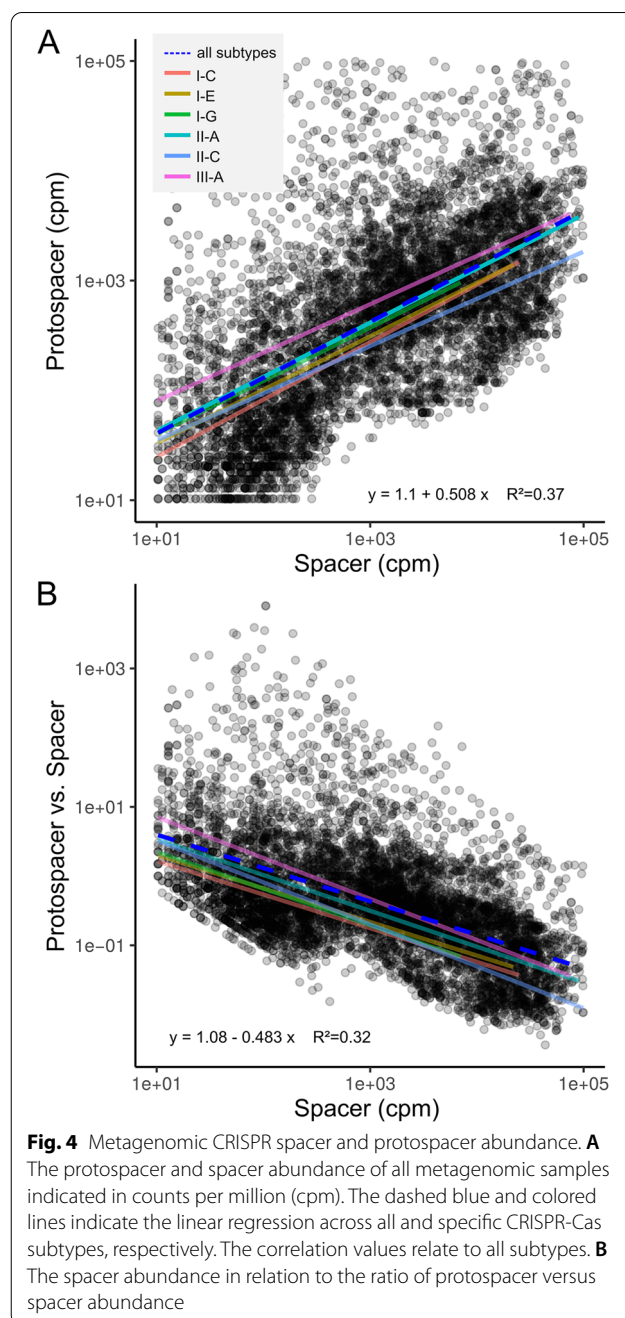 A
1e+05
1e+03
1e+01
Protospacer (cpm)
all subtypes
I-C
I-E
I-G
II-A
II-C
III-A
y = 1.1 + 0.508 x R²=0.37
1e+01
1e+03
1e+05
Spacer (cpm)
B
1e+03
1e+01
1e-01
Protospacer vs. Spacer
y = 1.08 - 0.483 x R²=0.32
1e+01
1e+03
1e+05
Spacer (cpm)
Fig. 4 Metagenomic CRISPR spacer and protospacer abundance. A
The protospacer and spacer abundance of all metagenomic samples
indicated in counts per million (cpm). The dashed blue and colored
lines indicate the linear regression across all and specific CRISPR-Cas
subtypes, respectively. The correlation values relate to all subtypes. B
The spacer abundance in relation to the ratio of protospacer versus
spacer abundance